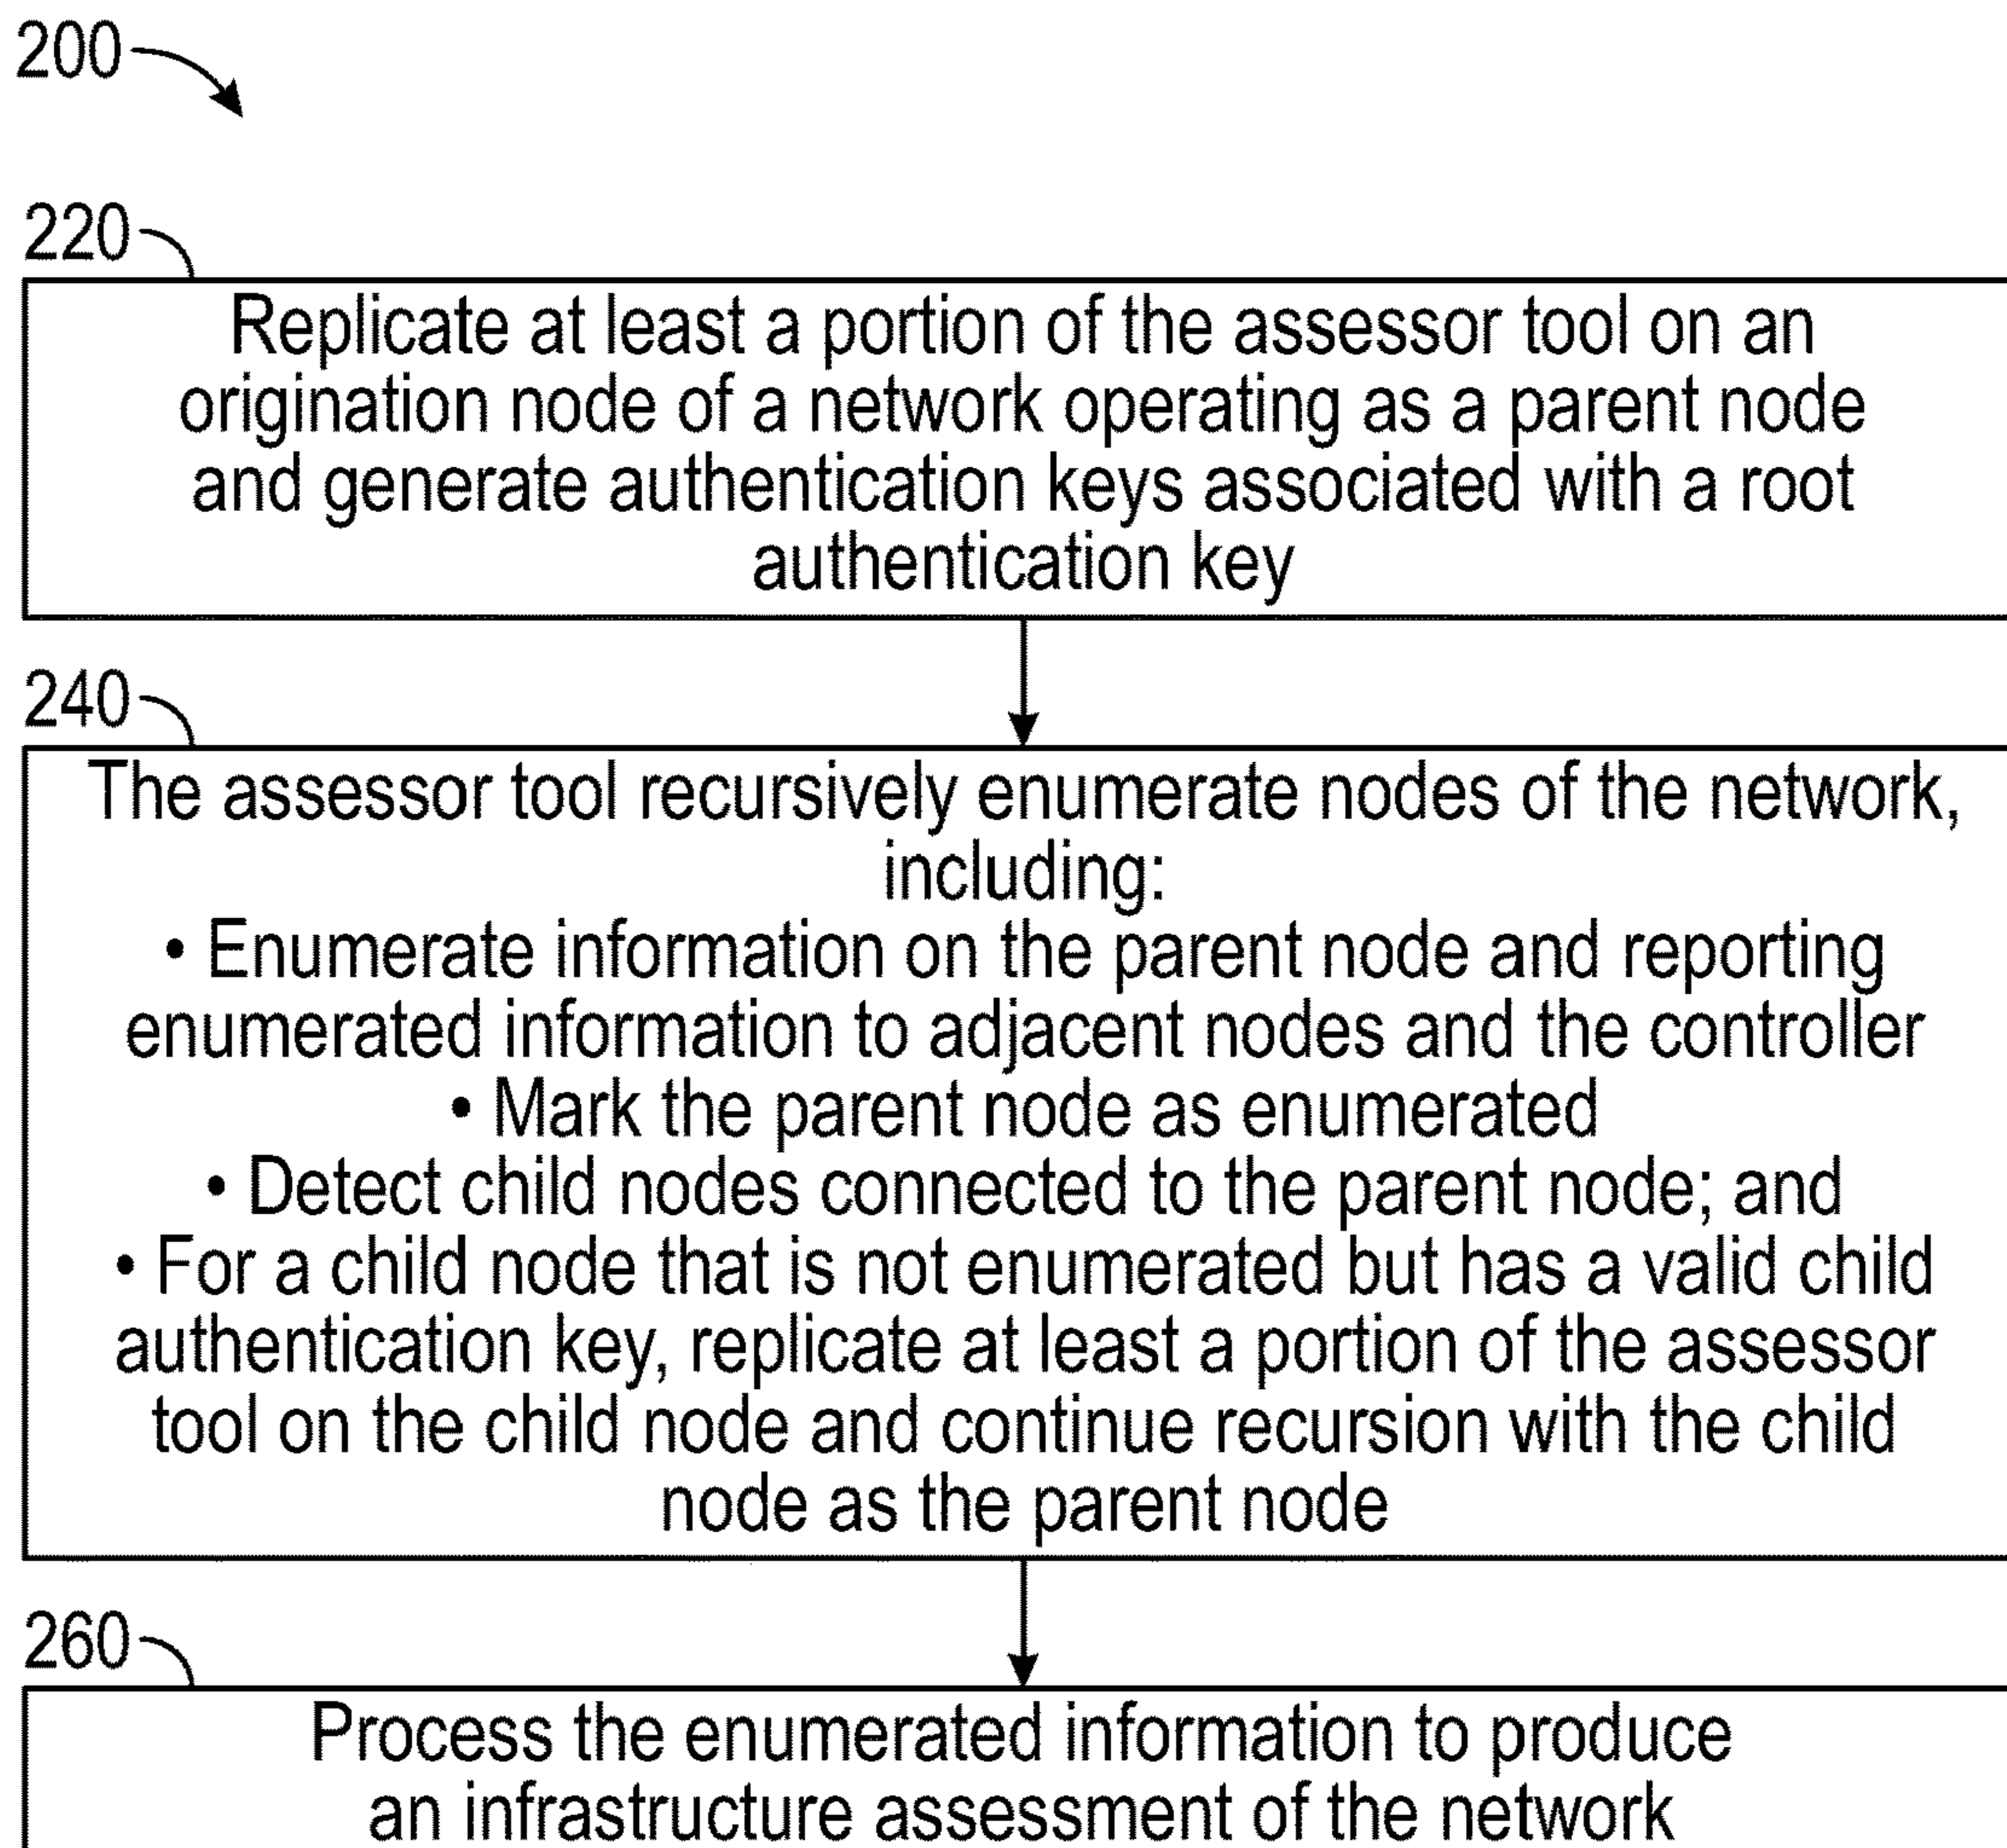 200
220
Replicate at least a portion of the assessor tool on an
origination node of a network operating as a parent node
and generate authentication keys associated with a root
authentication key
240
The assessor tool recursively enumerate nodes of the network,
including:
• Enumerate information on the parent node and reporting
enumerated information to adjacent nodes and the controller
• Mark the parent node as enumerated
• Detect child nodes connected to the parent node; and
• For a child node that is not enumerated but has a valid child
authentication key, replicate at least a portion of the assessor
tool on the child node and continue recursion with the child
node as the parent node
260
Process the enumerated information to produce
an infrastructure assessment of the network